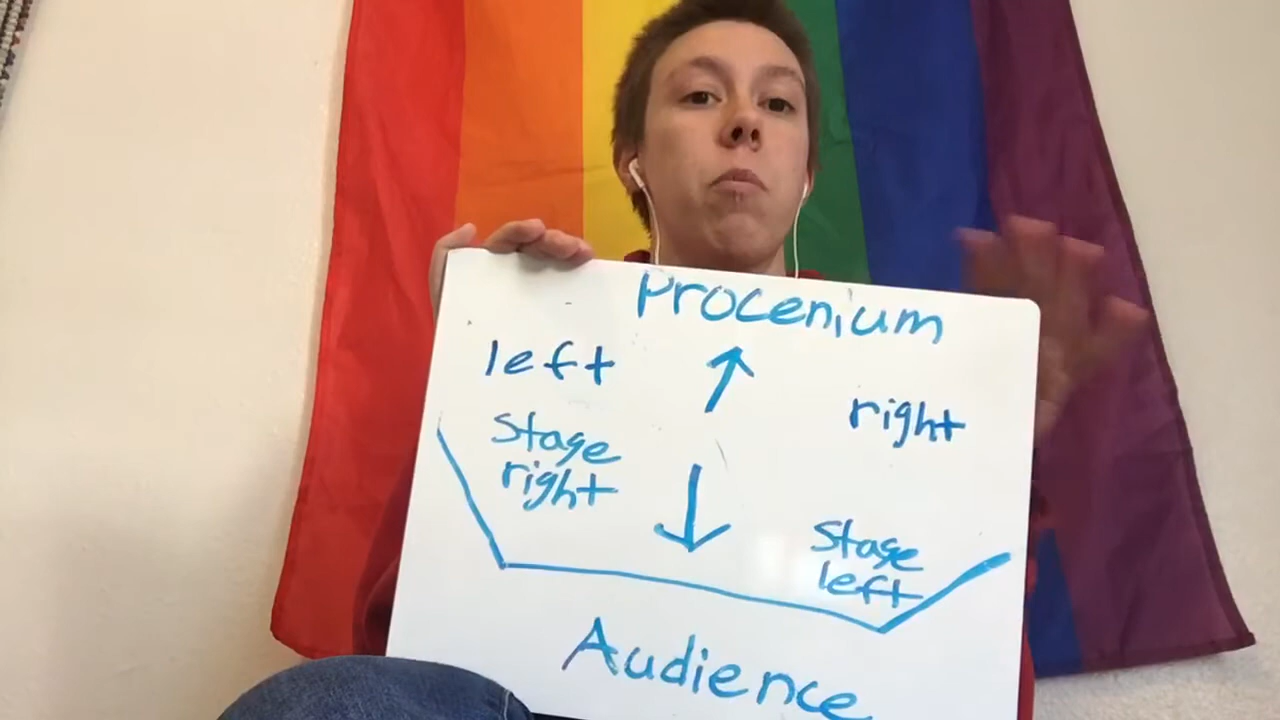 Procenium
left
right
Stage
right
Stage
left
Audience